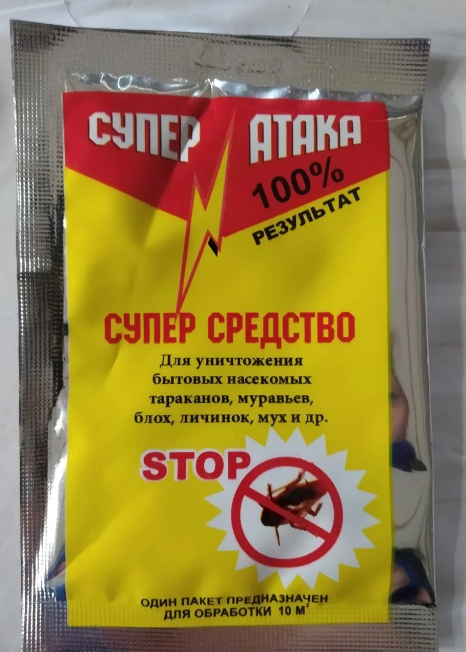 СУПЕР АТАКА
100%
РЕЗУЛЬТАТ
СУПЕР СРЕДСТВО
Для уничтожения
бытовых насекомых
тараканов, муравьев,
блох, личинок, мух и др.
STOP
ОДИН ПАКЕТ ПРЕДНАЗНАЧЕН
ДЛЯ ОБРАБОТКИ 10 М²